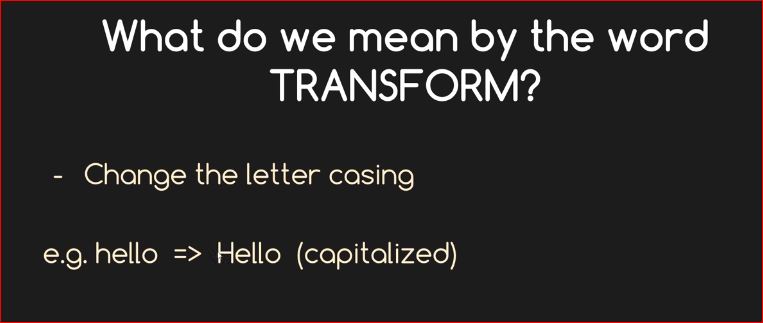 What do we mean by the word
TRANSFORM?
- Change the letter casing
e.g. hello => Hello (capitalized)